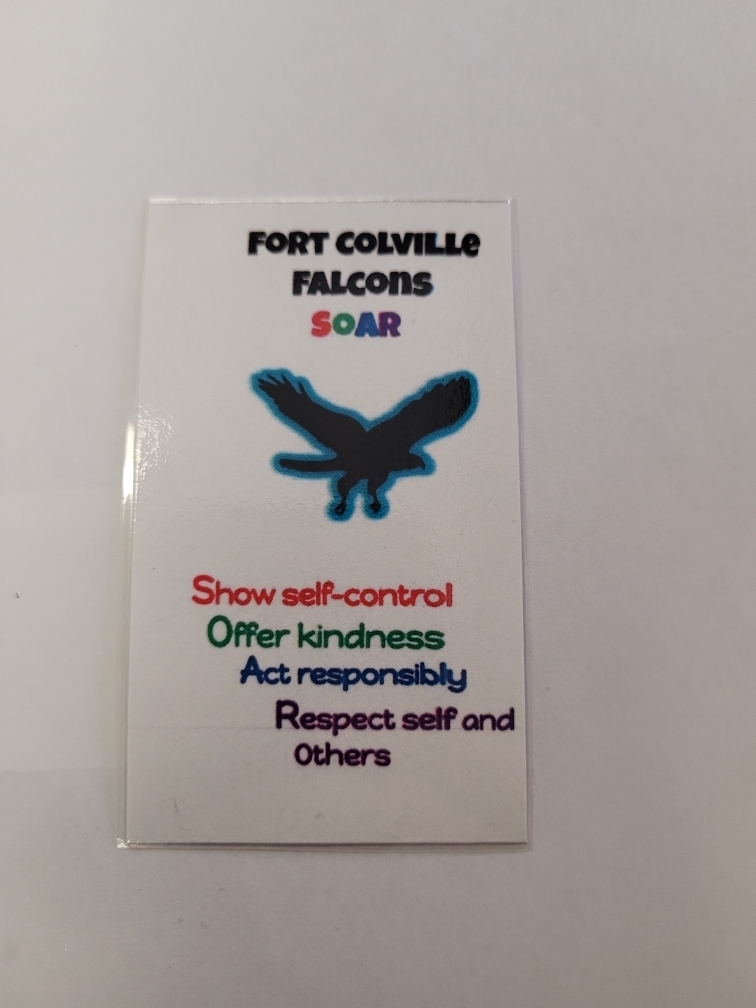 FORT COLVILLE
FALCONS
SOAR
Show self-control
Offer kindness
Act responsibly
Respect self and
Others